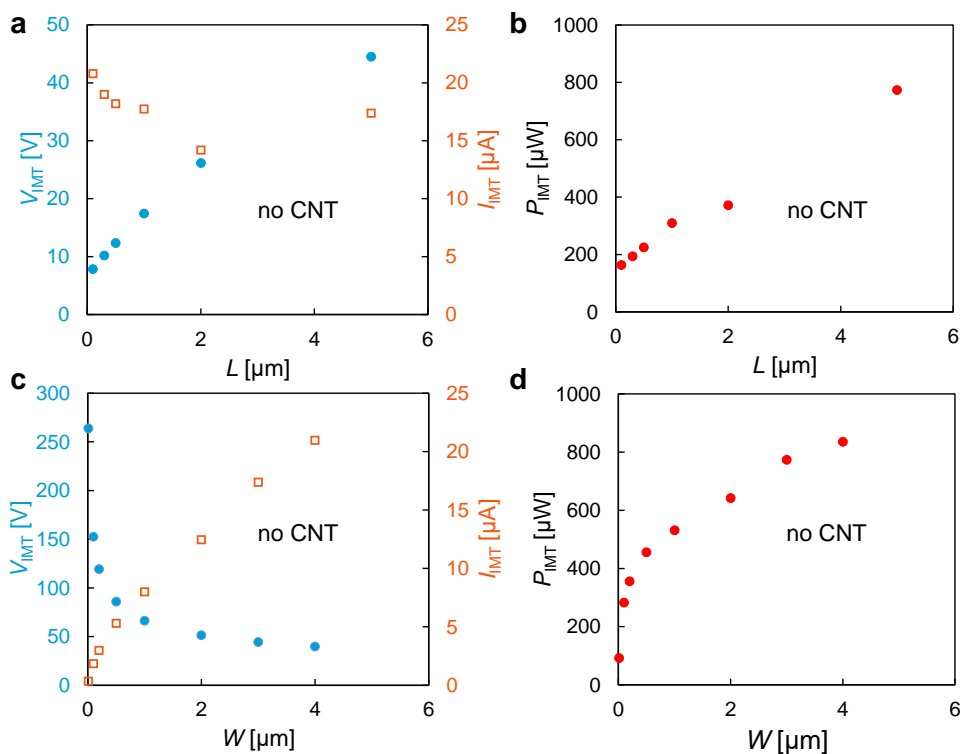 a
50
40
30
20
10
0
V_IMT [V]
25
20
15
10
5
0
I_IMT [µA]
no CNT
0 2 4 6
L [µm]
b
1000
800
600
400
200
0
P_IMT [µW]
no CNT
0 2 4 6
L [µm]
c
300
250
200
150
100
50
0
V_IMT [V]
25
20
15
10
5
0
I_IMT [µA]
no CNT
0 2 4 6
W [µm]
d
1000
800
600
400
200
0
P_IMT [µW]
no CNT
0 2 4 6
W [µm]